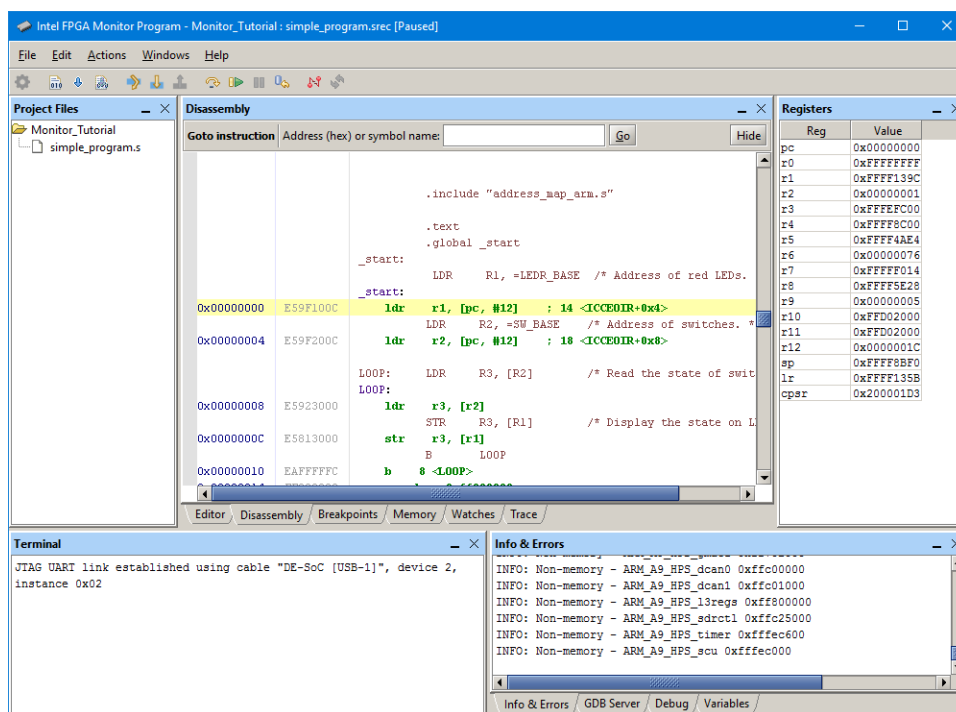 Intel FPGA Monitor Program - Monitor_Tutorial : simple_program.srec [Paused]
File Edit Actions Windows Help
Project Files
Monitor_Tutorial
simple_program.s
Disassembly
Goto instruction Address (hex) or symbol name: Go Hide
.include "address_map_arm.s"
.text
.global _start
_start:
LDR R1, =LEDR_BASE /* Address of red LEDs.
_start:
0x00000000 E59F100C ldr r1, [pc, #12] ; 14 <ICCEOIR+0x4>
LDR R2, =SW_BASE /* Address of switches. *
0x00000004 E59F200C ldr r2, [pc, #12] ; 18 <ICCEOIR+0x8>
LOOP: LDR R3, [R2] /* Read the state of swit
LOOP:
0x00000008 E5923000 ldr r3, [r2]
STR R3, [R1] /* Display the state on L
0x0000000C E5813000 str r3, [r1]
B LOOP
0x00000010 EAFFFFFC b 8 <LOOP>
Editor Disassembly Breakpoints Memory Watches Trace
Registers
Reg Value
pc 0x00000000
r0 0xFFFFFFFF
r1 0xFFFF139C
r2 0x00000001
r3 0xFFFEFC00
r4 0xFFFF8C00
r5 0xFFFF4AE4
r6 0x00000076
r7 0xFFFFF014
r8 0xFFFF5E28
r9 0x00000005
r10 0xFFD02000
r11 0xFFD02000
r12 0x0000001C
sp 0xFFFF8BF0
lr 0xFFFF135B
cpsr 0x200001D3
Terminal
JTAG UART link established using cable "DE-SoC [USB-1]", device 2,
instance 0x02
Info & Errors
INFO: Non-memory - ARM_A9_HPS_dcan0 0xffc00000
INFO: Non-memory - ARM_A9_HPS_dcan1 0xffc01000
INFO: Non-memory - ARM_A9_HPS_l3regs 0xff800000
INFO: Non-memory - ARM_A9_HPS_sdrctl 0xffc25000
INFO: Non-memory - ARM_A9_HPS_timer 0xfffec600
INFO: Non-memory - ARM_A9_HPS_scu 0xfffec000
Info & Errors GDB Server Debug Variables